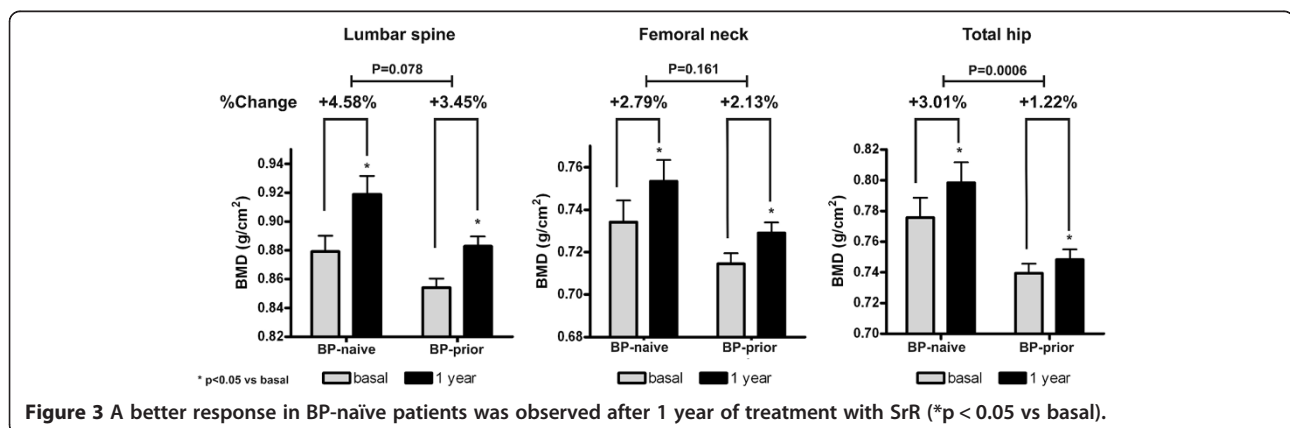 Lumbar spine Femoral neck Total hip
P=0.078 P=0.161 P=0.0006
%Change +4.58% +3.45% +2.79% +2.13% +3.01% +1.22%
BMD (g/cm²)
0.94
0.92
0.90
0.88
0.86
0.84
0.82
*
*
BP-naive BP-prior
BMD (g/cm²)
0.76
0.74
0.72
0.70
0.68
*
*
BP-naive BP-prior
BMD (g/cm²)
0.82
0.80
0.78
0.76
0.74
0.72
0.70
*
*
BP-naive BP-prior
* p<0.05 vs basal basal 1 year basal 1 year basal 1 year
Figure 3 A better response in BP-naïve patients was observed after 1 year of treatment with SrR (*p < 0.05 vs basal).